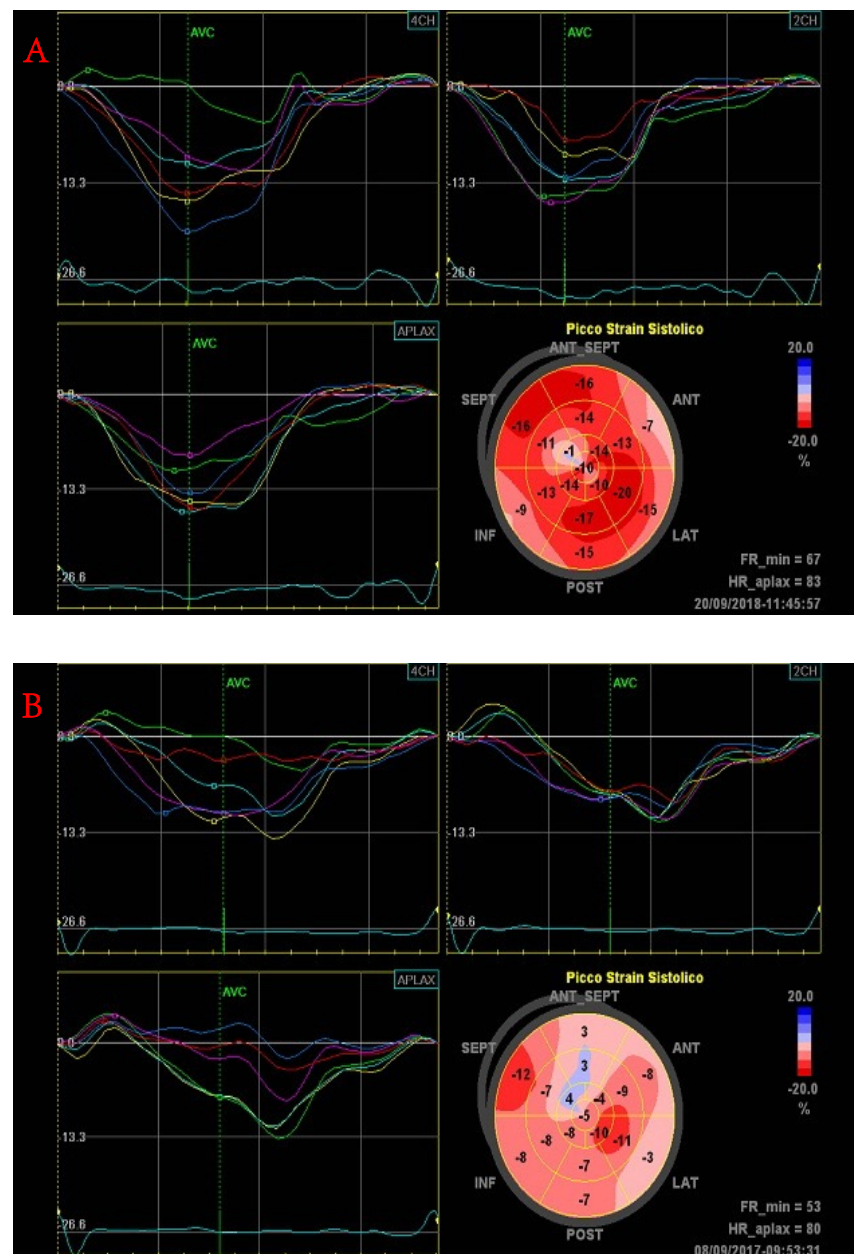 A
4CH
AVC
0.0
-13.3
-26.6
2CH
AVC
0.0
-13.3
-26.6
APLAX
AVC
0.0
-13.3
-26.6
Picco Strain Sistolico
ANT_SEPT
SEPT
ANT
INF
LAT
POST
-16
-14
-16
-11
-1
-14
-13
-7
-10
-14
-10
-13
-20
-9
-15
-17
-15
20.0
-20.0
%
FR_min = 67
HR_aplax = 83
20/09/2018-11:45:57
B
4CH
AVC
0.0
-13.3
-26.6
2CH
AVC
0.0
-13.3
-26.6
APLAX
AVC
0.0
-13.3
-26.6
Picco Strain Sistolico
ANT_SEPT
SEPT
ANT
INF
LAT
POST
3
3
-12
-7
4
-4
-9
-8
-5
-8
-10
-8
-11
-8
-3
-7
-7
20.0
-20.0
%
FR_min = 53
HR_aplax = 80
08/09/2017-09:53:31